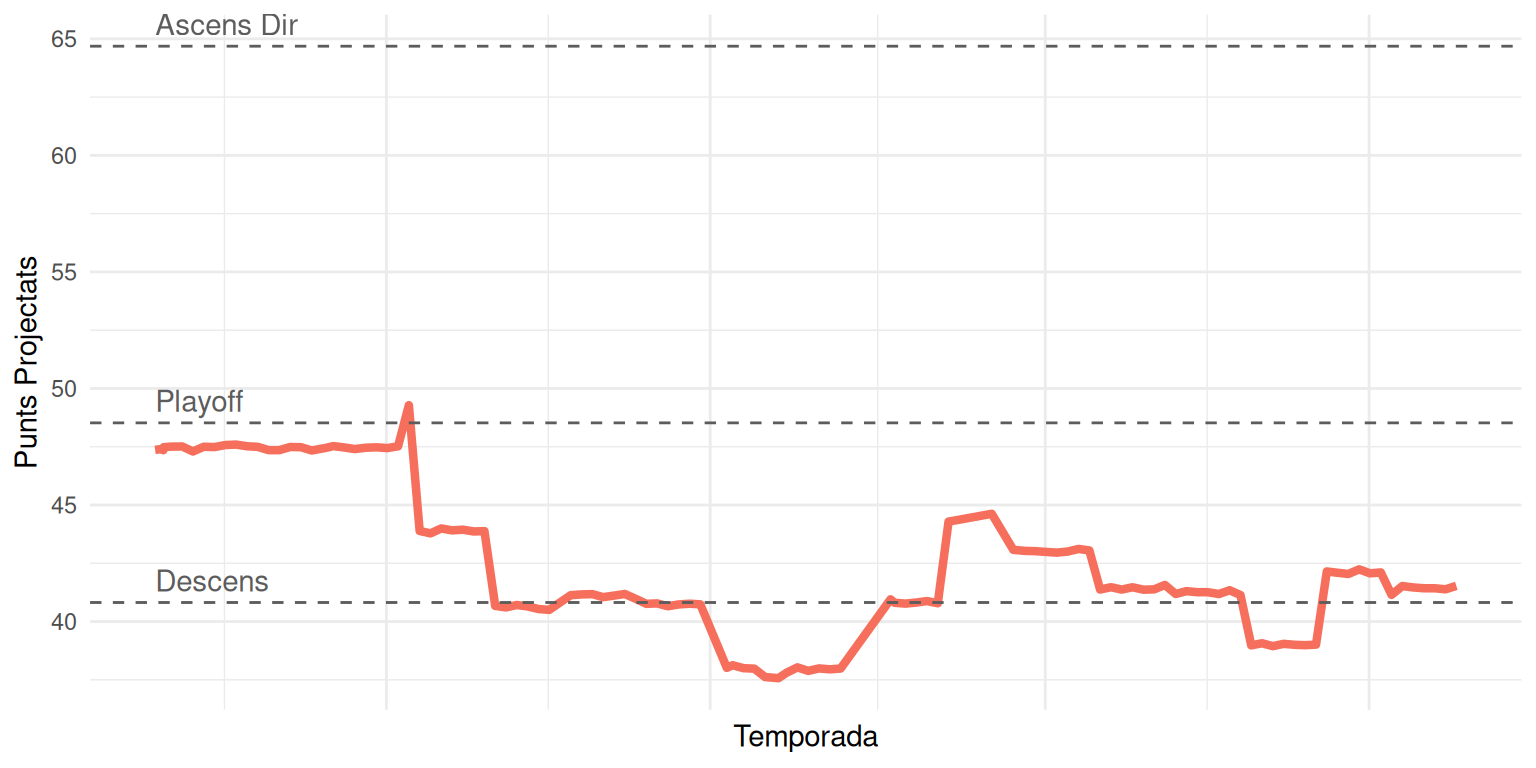 Ascens Dir
65
60
55
Punts Projectats
50
Playoff
45
Descens
40
Temporada